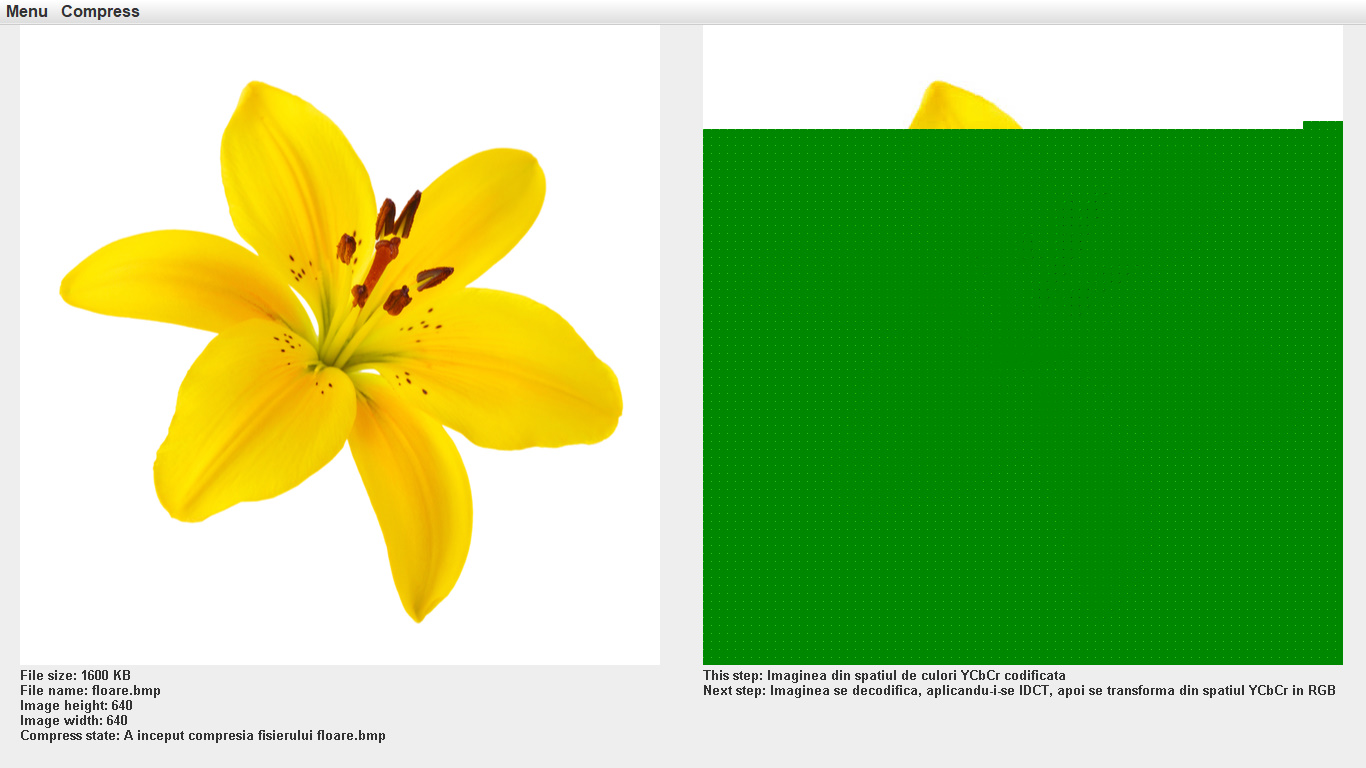 Menu Compress
File size: 1600 KB
File name: floare.bmp
Image height: 640
Image width: 640
Compress state: A inceput compresia fisierului floare.bmp
This step: Imaginea din spatiul de culori YCbCr codificata
Next step: Imaginea se decodifica, aplicandu-i-se IDCT, apoi se transforma din spatiul YCbCr in RGB